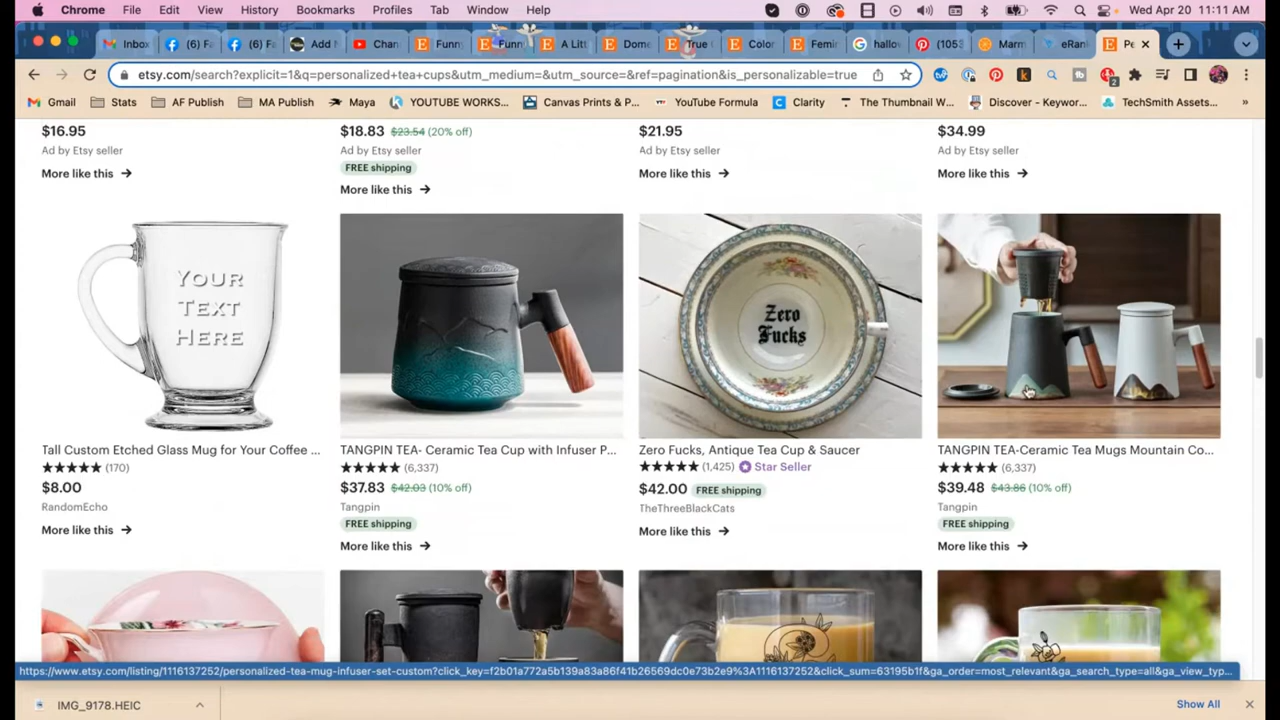 Chrome File Edit View History Bookmarks Profiles Tab Window Help Wed Apr 20 11:11 AM
Inbox (6) Fa (6) Fa Add Chan Funny Funn A Litt Dome True Color Femin hallov (1053 Marm eRank Pe
etsy.com/search?explicit=1&q=personalized+tea+cups&utm_medium=&utm_source=&ref=pagination&is_personalizable=true 2
Gmail Stats AF Publish MA Publish Maya YOUTUBE WORKS... Canvas Prints & P... YouTube Formula Clarity The Thumbnail W... Discover - Keywor... TechSmith Assets... »
$16.95 $18.83 $23.54 (20% off) $21.95 $34.99
Ad by Etsy seller Ad by Etsy seller Ad by Etsy seller Ad by Etsy seller
FREE shipping
More like this → More like this → More like this →
More like this →
YOUR
TEXT
HERE
Zero
Fucks
Tall Custom Etched Glass Mug for Your Coffee ... TANGPIN TEA- Ceramic Tea Cup with Infuser P... Zero Fucks, Antique Tea Cup & Saucer TANGPIN TEA-Ceramic Tea Mugs Mountain Co...
★★★★★ (170) ★★★★★ (6,337) ★★★★★ (1,425) Star Seller ★★★★★ (6,337)
$8.00 $37.83 $42.03 (10% off) $42.00 FREE shipping $39.48 $43.86 (10% off)
RandomEcho Tangpin TheThreeBlackCats Tangpin
FREE shipping FREE shipping
More like this → More like this →
More like this → More like this →
https://www.etsy.com/listing/1116137252/personalized-tea-mug-infuser-set-custom?click_key=f2b01a772a5b139a83a86f41b26569dc0e73b2e9%3A1116137252&click_sum=63195b1f&ga_order=most_relevant&ga_search_type=all&ga_view_typ...
IMG_9178.HEIC Show All